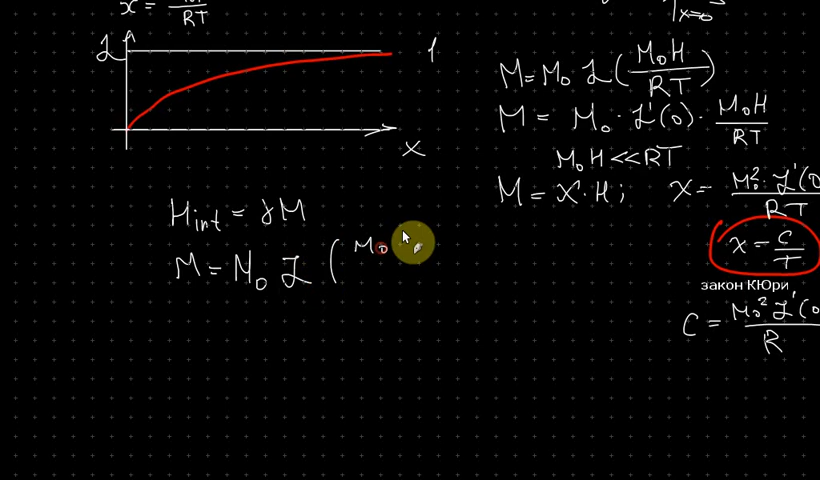 x = RT
ℒ
1
x
H_int = γM
M = M₀ ℒ ( M₀
x=0
M = M₀ ℒ ( M₀H / RT )
M = M₀ · ℒ'(0) · M₀H / RT
M₀H << RT
M = χ · H ; χ = M₀² · ℒ'(0 / RT
χ = C / T
закон КЮри
C = M₀² ℒ'(0 / R